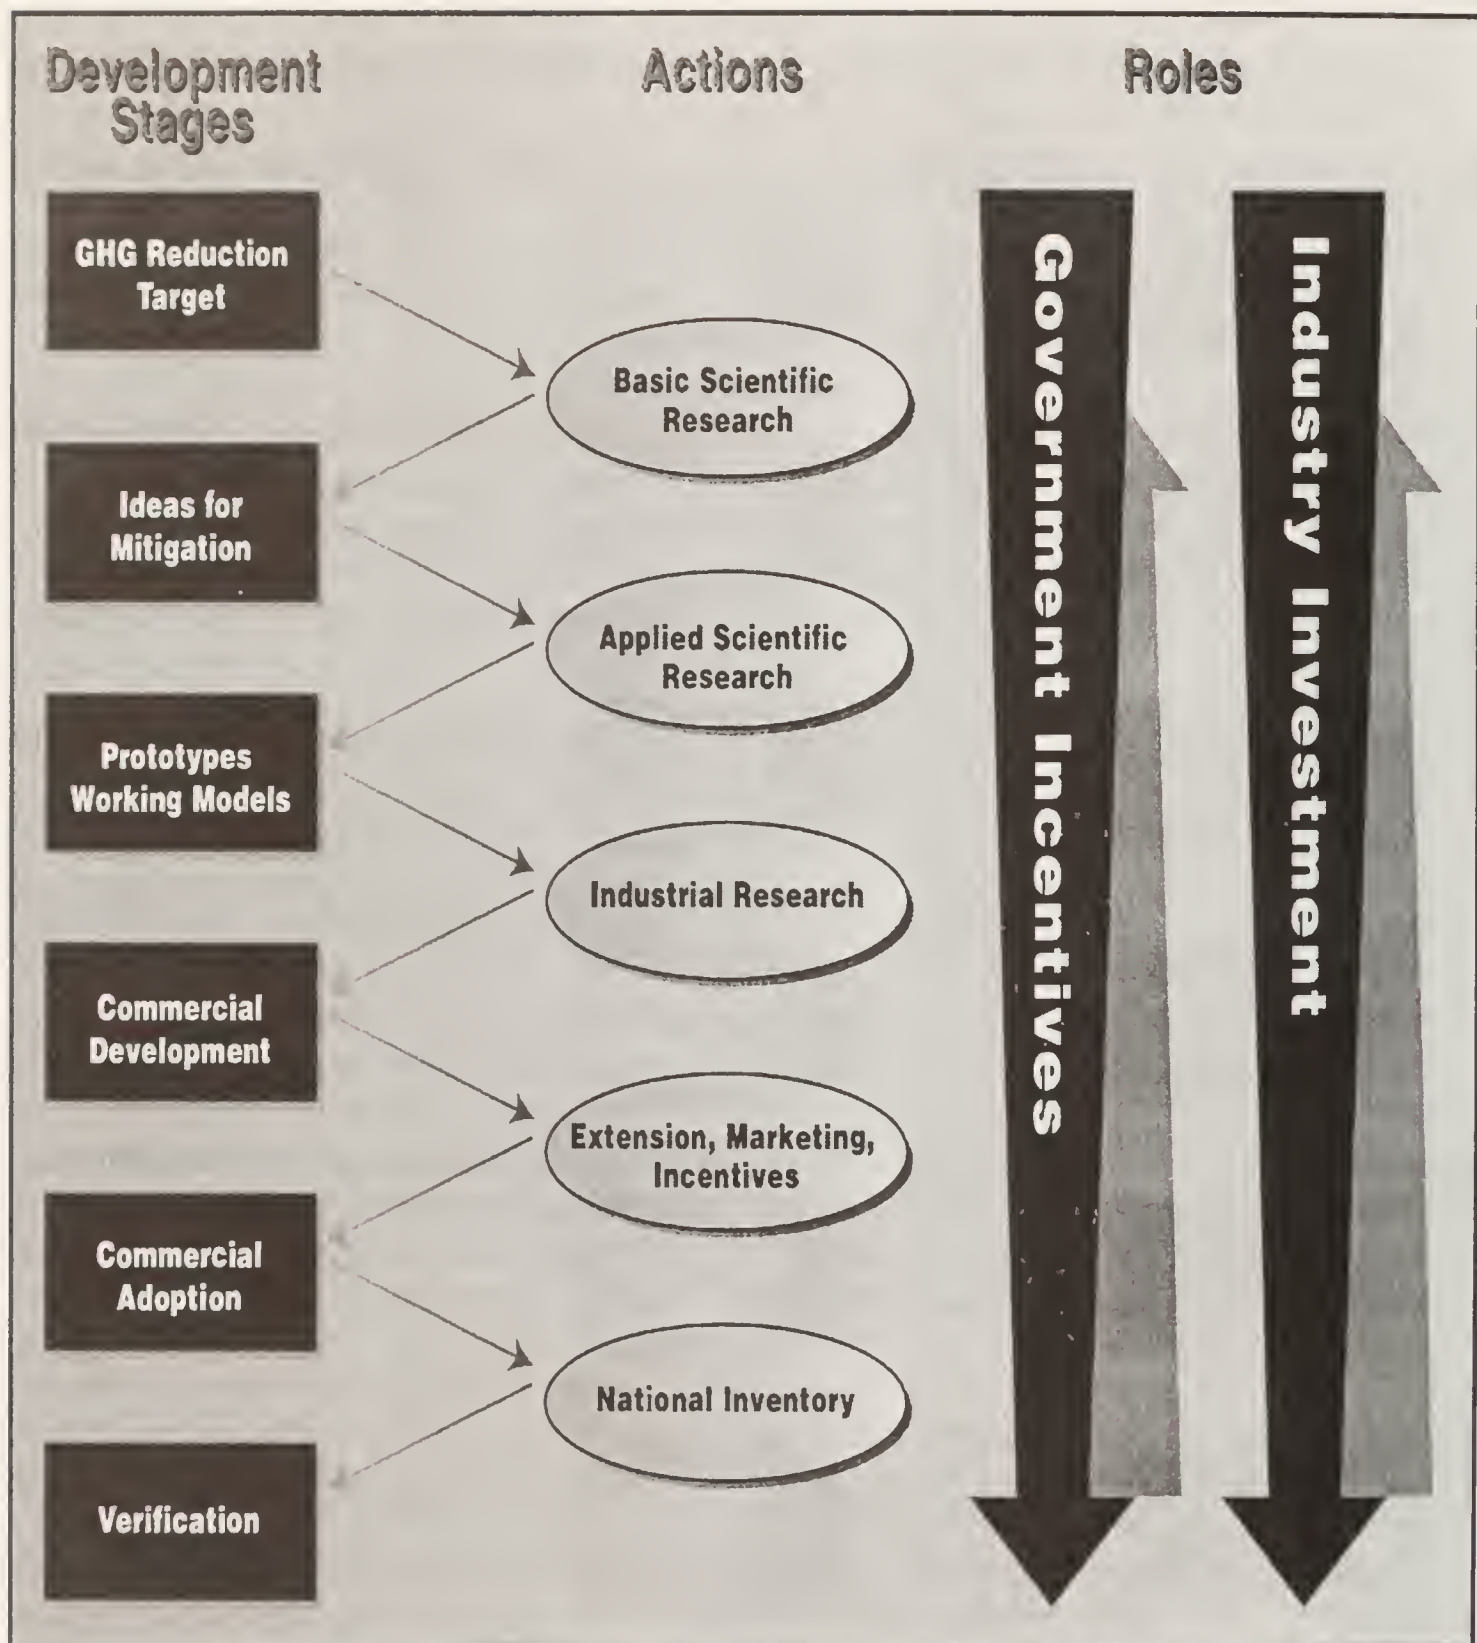 Development
Stages
Actions
Roles
GHG Reduction
Target
Basic Scientific
Research
Ideas for
Mitigation
Applied Scientific
Research
Prototypes
Working Models
Industrial Research
Commercial
Development
Extension, Marketing,
Incentives
Commercial
Adoption
National Inventory
Verification
Government Incentives
Industry Investment